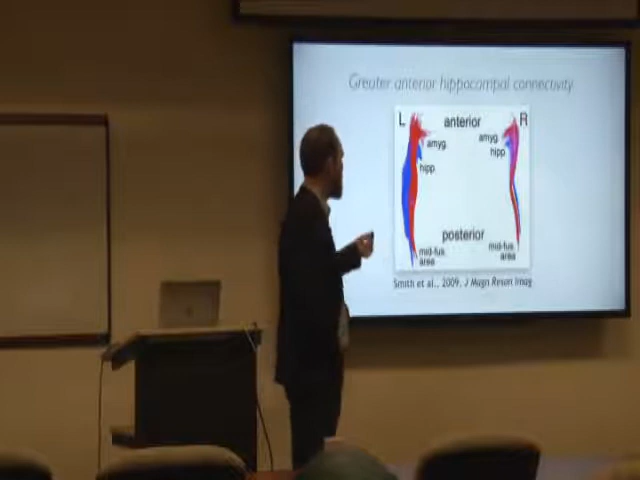 Greater anterior hippocampal connectivity
L anterior R
amyg. amyg.
hipp hipp
posterior
mid-fus mid-fus
area area
Smith et al., 2009, J Magn Reson Imag